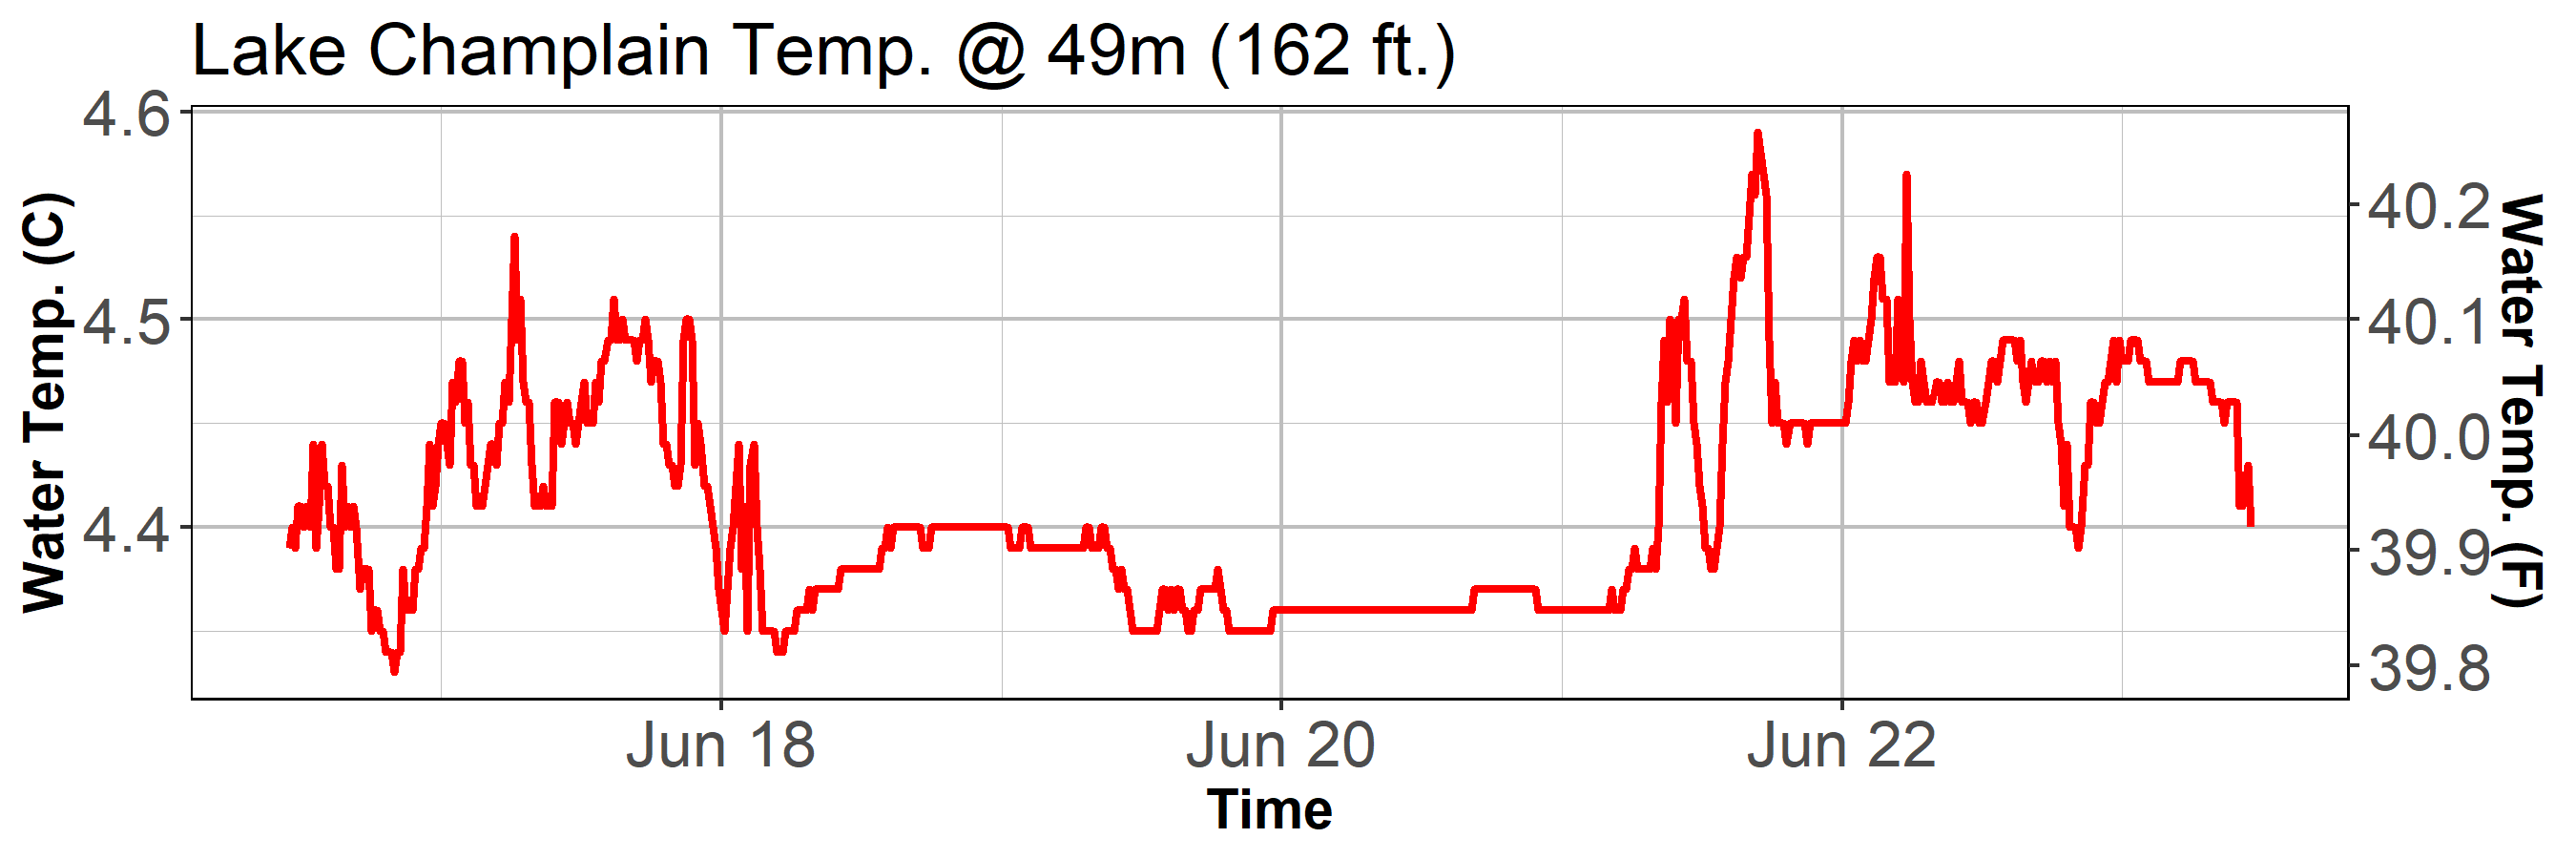 Lake Champlain Temp. @ 49m (162 ft.)
4.6
4.5
4.4
Water Temp. (C)
40.2
40.1
40.0
39.9
39.8
Water Temp. (F)
Jun 18 Jun 20 Jun 22
Time